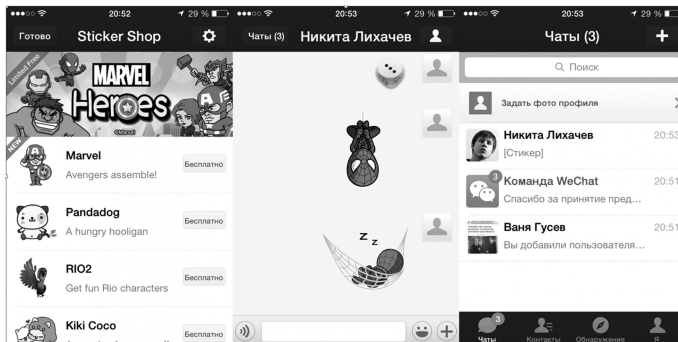 20:52
29 %
Готово
Sticker Shop
Limited Free
MARVEL
Heroes
©Marvel
NEW
Marvel
Avengers assemble!
Бесплатно
Pandadog
A hungry hooligan
Бесплатно
RIO2
Get fun Rio characters
Бесплатно
Kiki Coco
Бесплатно
20:53
29 %
Чаты (3)
Никита Лихачев
z z
20:53
29 %
Чаты (3)
Поиск
Задать фото профиля
Никита Лихачев
20:53
[Стикер]
3
Команда WeChat
20:51
Спасибо за принятие пред…
Ваня Гусев
20:51
Вы добавили пользователя…
3
Чаты
Контакты
Обнаружение
Я